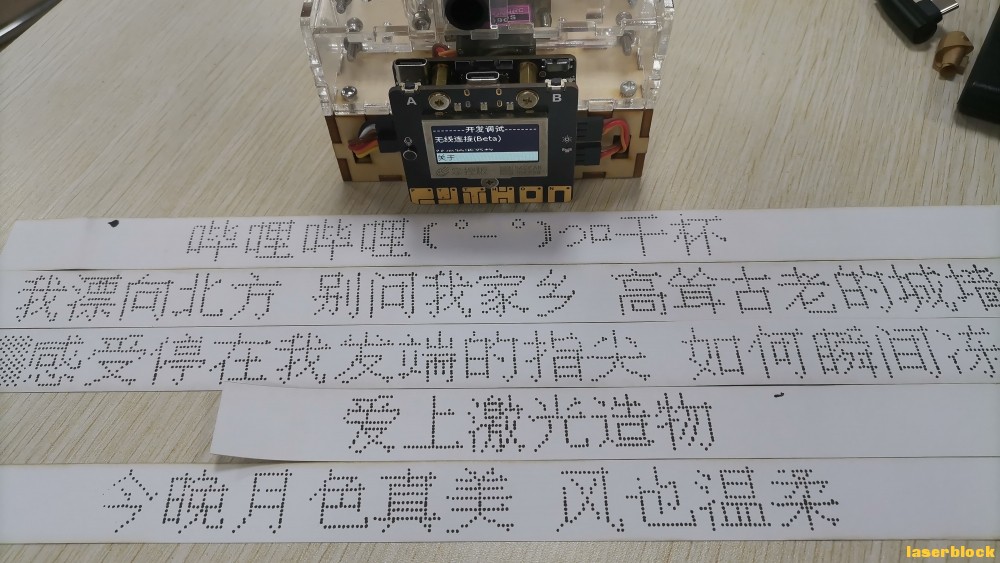 A
B
开发调试
无线连接(Beta)
关于
python
哔哩哔哩(°-°)つロ干杯
我漂向北方 别问我家乡 高耸古老的城墙
感受停在我发端的指尖 如何瞬间冻
爱上激光造物
今晚月色真美 风也温柔
laserblock